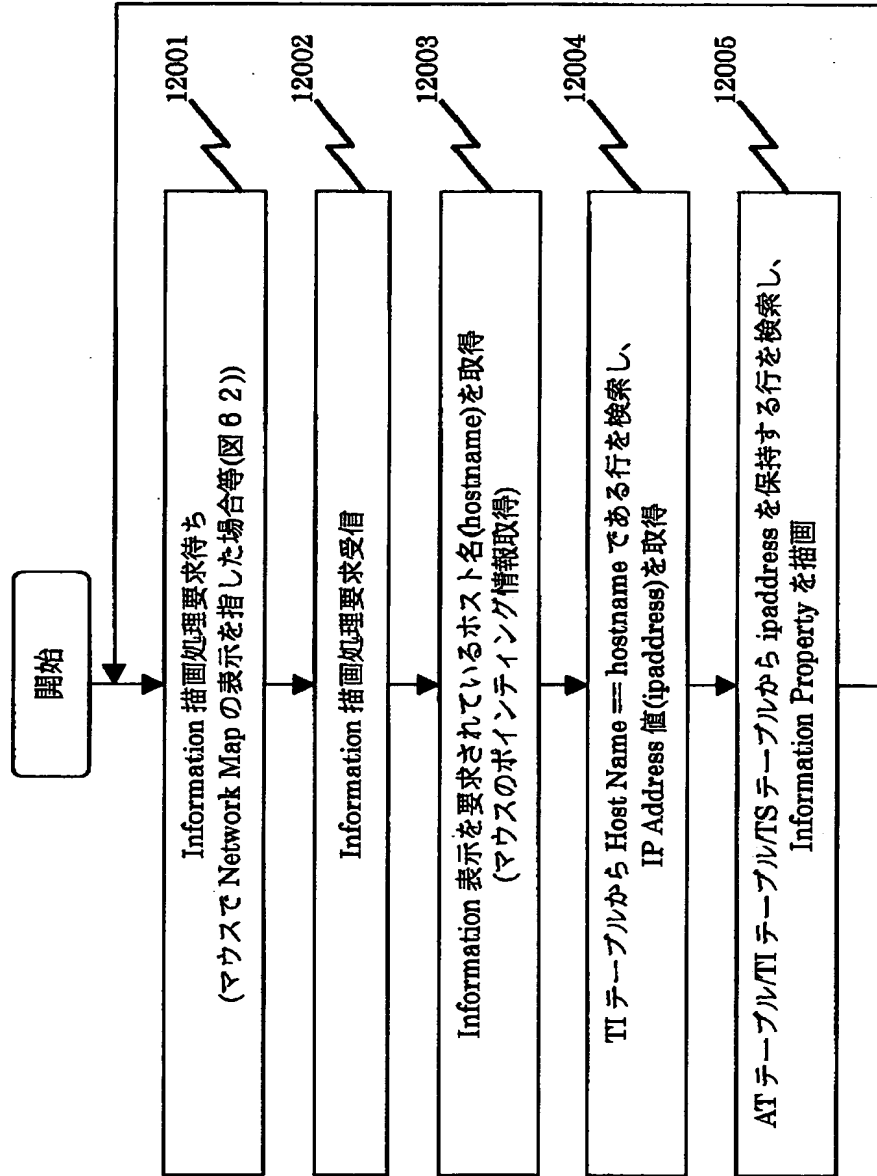 開始
Information 描画処理要求待ち
(マウスで Network Map の表示を指した場合等(図６２))
12001
Information 描画処理要求受信
12002
Information 表示を要求されているホスト名(hostname)を取得
(マウスのポインティング情報取得)
12003
TI テーブルから Host Name == hostname である行を検索し、
IP Address 値(ipaddress)を取得
12004
AT テーブル/TI テーブル/TS テーブルから ipaddress を保持する行を検索し、
Information Property を描画
12005